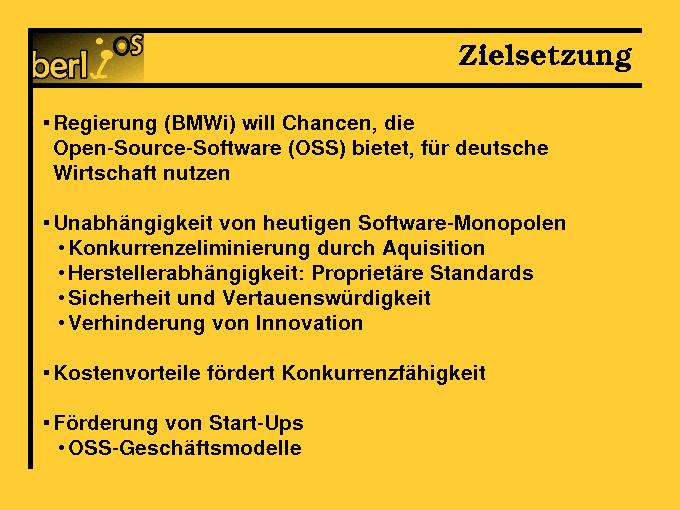 berliOS
Zielsetzung
▪ Regierung (BMWi) will Chancen, die
Open-Source-Software (OSS) bietet, für deutsche
Wirtschaft nutzen
▪ Unabhängigkeit von heutigen Software-Monopolen
• Konkurrenzeliminierung durch Aquisition
• Herstellerabhängigkeit: Proprietäre Standards
• Sicherheit und Vertauenswürdigkeit
• Verhinderung von Innovation
▪ Kostenvorteile fördert Konkurrenzfähigkeit
▪ Förderung von Start-Ups
• OSS-Geschäftsmodelle